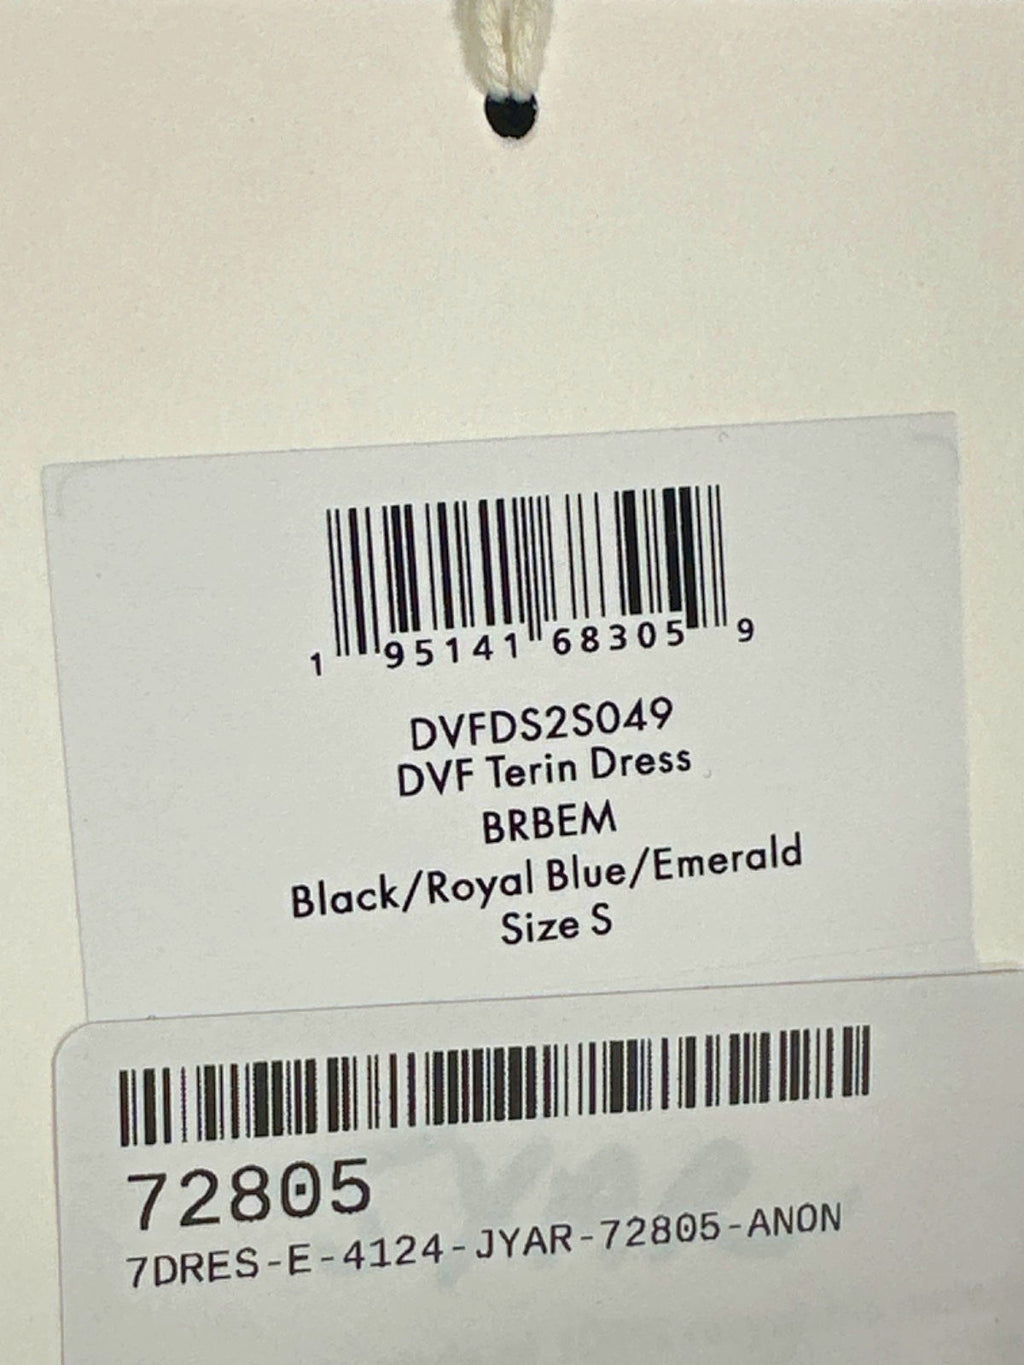 1 95141 68305 9
DVFDS2S049
DVF Terin Dress
BRBEM
Black/Royal Blue/Emerald
Size S
72805
7DRES-E-4124-JYAR-72805-ANON